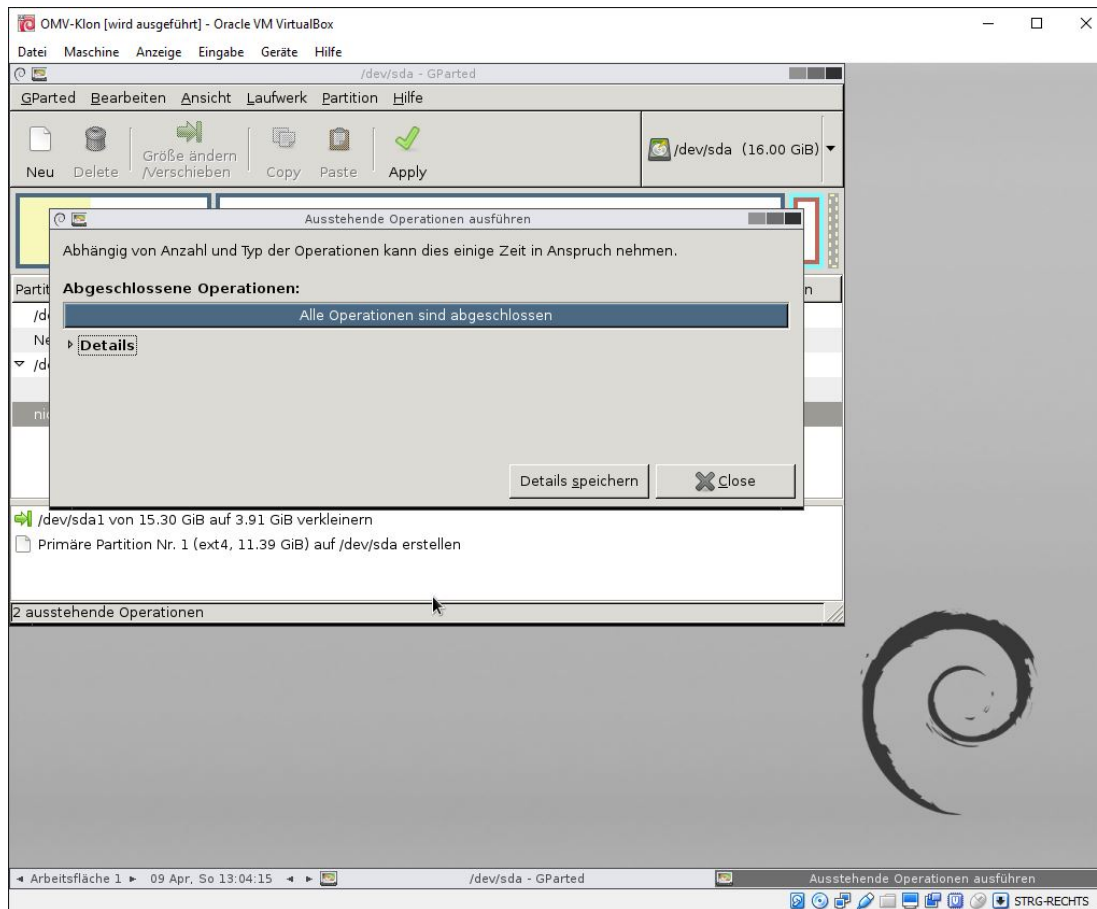 OMV-Klon [wird ausgeführt] - Oracle VM VirtualBox
Datei Maschine Anzeige Eingabe Geräte Hilfe
/dev/sda - GParted
GParted Bearbeiten Ansicht Laufwerk Partition Hilfe
Neu Delete Größe ändern
/Verschieben Copy Paste Apply
/dev/sda (16.00 GiB)
Ausstehende Operationen ausführen
Abhängig von Anzahl und Typ der Operationen kann dies einige Zeit in Anspruch nehmen.
Abgeschlossene Operationen:
Alle Operationen sind abgeschlossen
Details
Details speichern Close
/dev/sda1 von 15.30 GiB auf 3.91 GiB verkleinern
Primäre Partition Nr. 1 (ext4, 11.39 GiB) auf /dev/sda erstellen
2 ausstehende Operationen
Arbeitsfläche 1 09 Apr, So 13:04:15 /dev/sda - GParted Ausstehende Operationen ausführen
STRG-RECHTS